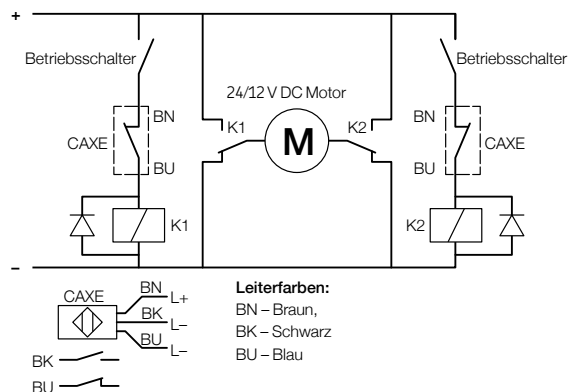 +
Betriebsschalter
Betriebsschalter
24/12 V DC Motor
BN
K1
K2
BN
CAXE
M
CAXE
BU
BU
K1
K2
–
CAXE
BN
L+
BK
L–
BU
L–
BK
BU
Leiterfarben:
BN – Braun,
BK – Schwarz
BU – Blau